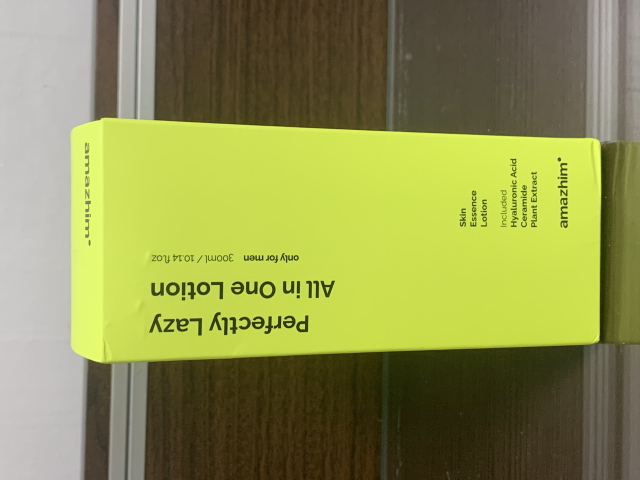 Perfectly Lazy
All in One Lotion
only for men 300ml / 10.14 fl.oz
Skin
Essence
Lotion
Included
Hyaluronic Acid
Ceramide
Plant Extract
amazhim
amazhim